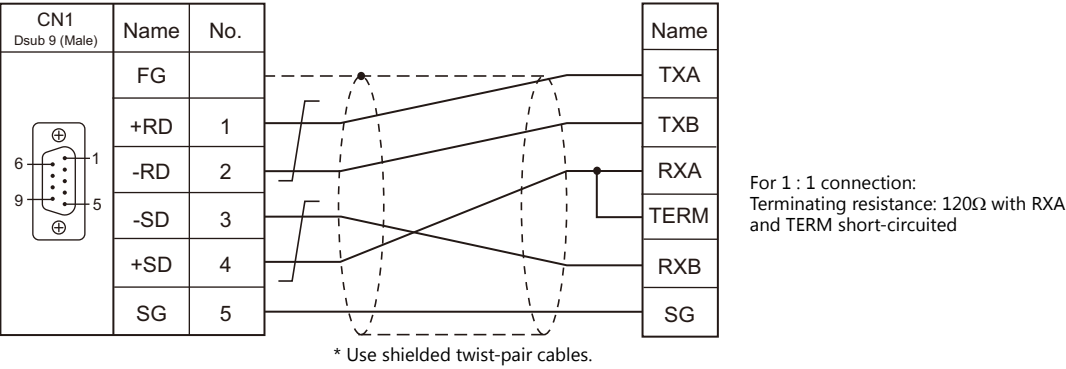 CN1
Dsub 9 (Male)
Name No.
Name
FG
TXA
+RD 1
TXB
-RD 2
RXA
-SD 3
TERM
+SD 4
RXB
SG 5
SG
6 1
9 5
For 1 : 1 connection:
Terminating resistance: 120Ω with RXA
and TERM short-circuited
* Use shielded twist-pair cables.